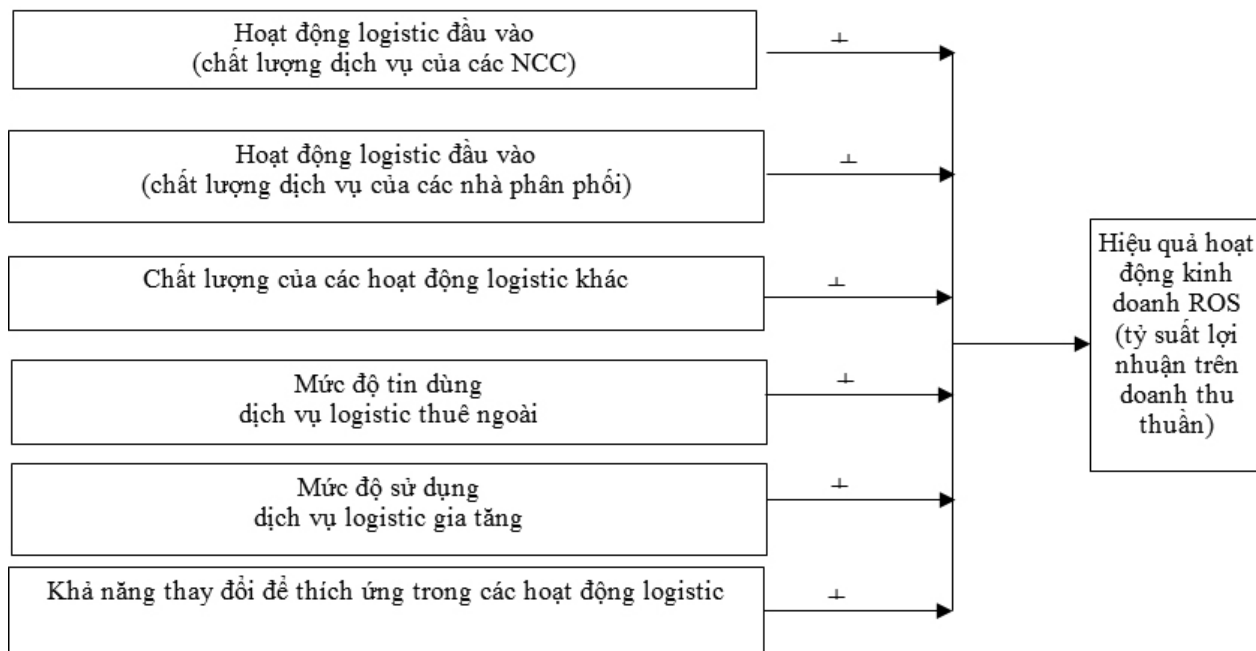 Hoạt động logistic đầu vào
(chất lượng dịch vụ của các NCC)
+
Hoạt động logistic đầu vào
(chất lượng dịch vụ của các nhà phân phối)
+
Chất lượng của các hoạt động logistic khác
+
Mức độ tin dùng
dịch vụ logistic thuê ngoài
+
Mức độ sử dụng
dịch vụ logistic gia tăng
+
Khả năng thay đổi để thích ứng trong các hoạt động logistic
+
Hiệu quả hoạt
động kinh
doanh ROS
(tỷ suất lợi
nhuận trên
doanh thu
thuần)